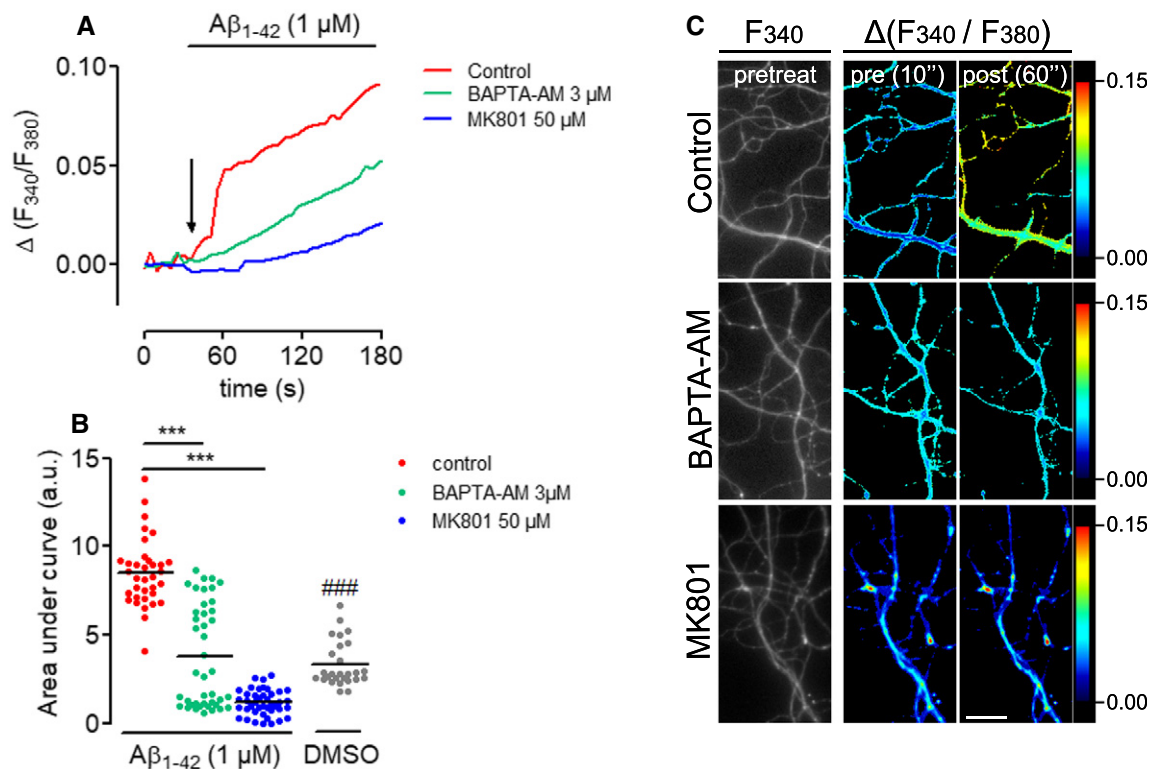 A
Aβ1-42 (1 µM)
0.10
0.05
0.00
Δ (F340/F380)
Control
BAPTA-AM 3 µM
MK801 50 µM
0 60 120 180
time (s)
B
*** 
***
15
10
5
0
Area under curve (a.u.)
control
BAPTA-AM 3µM
MK801 50 µM
###
Aβ1-42 (1 µM) DMSO
C
F340 Δ(F340 / F380)
pretreat pre (10”) post (60”)
Control
0.15
0.00
BAPTA-AM
0.15
0.00
MK801
0.15
0.00